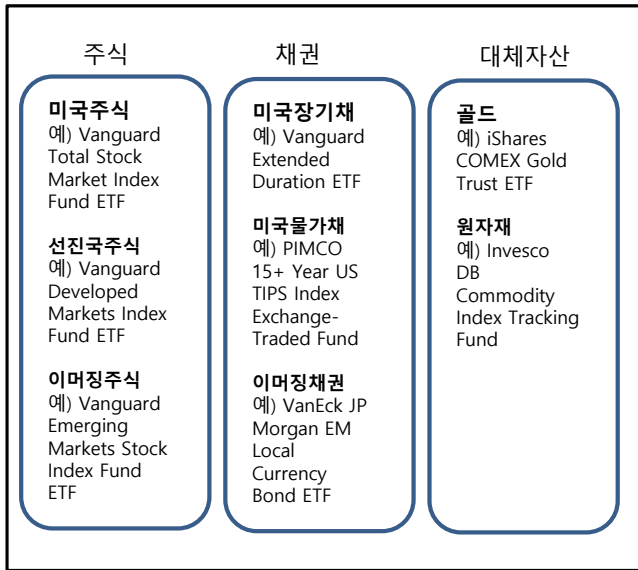 주식
미국주식
예) Vanguard
Total Stock
Market Index
Fund ETF
선진국주식
예) Vanguard
Developed
Markets Index
Fund ETF
이머징주식
예) Vanguard
Emerging
Markets Stock
Index Fund
ETF
채권
미국장기채
예) Vanguard
Extended
Duration ETF
미국물가채
예) PIMCO
15+ Year US
TIPS Index
Exchange-
Traded Fund
이머징채권
예) VanEck JP
Morgan EM
Local
Currency
Bond ETF
대체자산
골드
예) iShares
COMEX Gold
Trust ETF
원자재
예) Invesco
DB
Commodity
Index Tracking
Fund